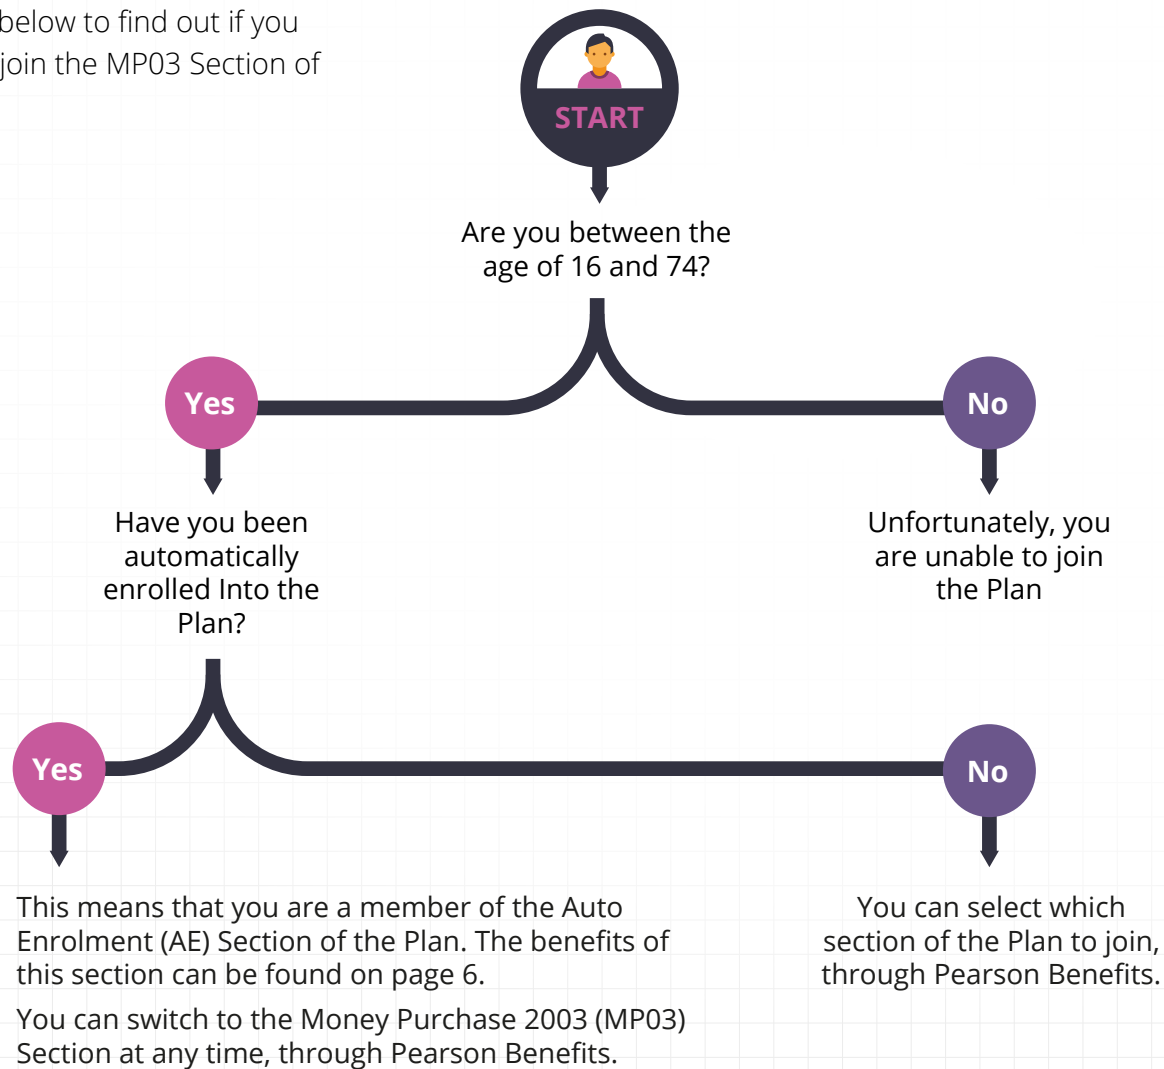 below to find out if you
join the MP03 Section of
START
Are you between the
age of 16 and 74?
Yes
No
Have you been
automatically
enrolled Into the
Plan?
Unfortunately, you
are unable to join
the Plan
Yes
No
This means that you are a member of the Auto
Enrolment (AE) Section of the Plan. The benefits of
this section can be found on page 6.
You can switch to the Money Purchase 2003 (MP03)
Section at any time, through Pearson Benefits.
You can select which
section of the Plan to join,
through Pearson Benefits.